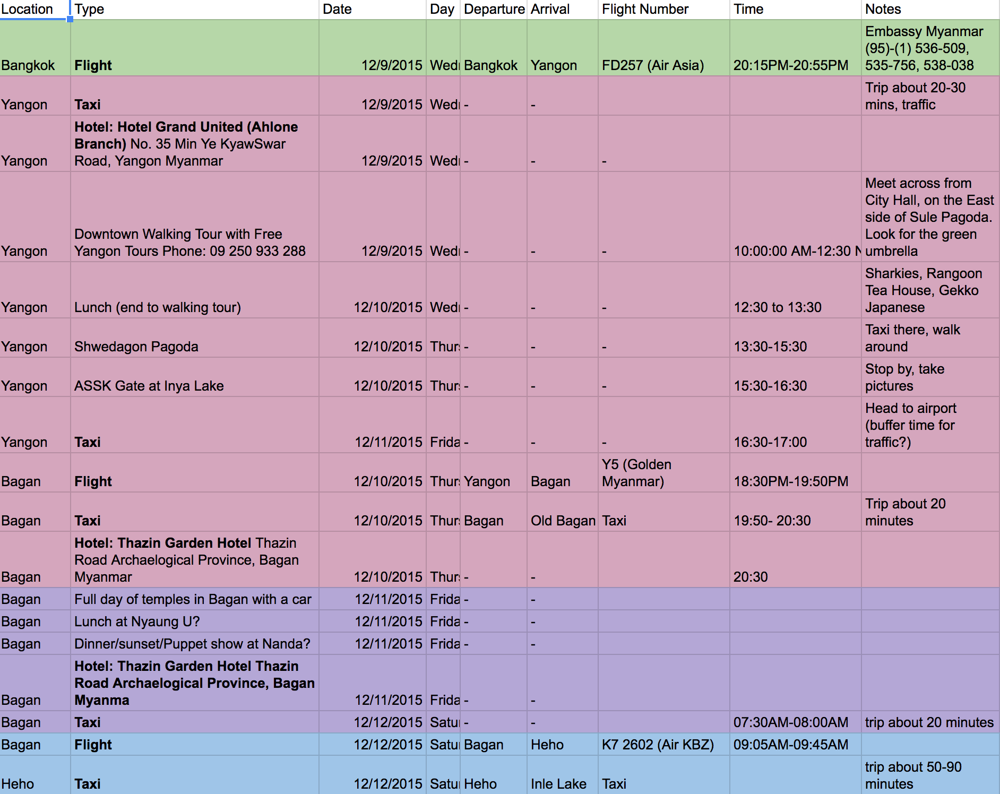 Location Type Date Day Departure Arrival Flight Number Time Notes
Embassy Myanmar
(95)-(1) 536-509,
Bangkok Flight 12/9/2015 Wed Bangkok Yangon FD257 (Air Asia) 20:15PM-20:55PM 535-756, 538-038
Trip about 20-30
Yangon Taxi 12/9/2015 Wed - - mins, traffic
Hotel: Hotel Grand United (Ahlone
Branch) No. 35 Min Ye KyawSwar
Yangon Road, Yangon Myanmar 12/9/2015 Wed - - -
Meet across from
City Hall, on the East
side of Sule Pagoda.
Downtown Walking Tour with Free Look for the green
Yangon Yangon Tours Phone: 09 250 933 288 12/9/2015 Wed - - - 10:00:00 AM-12:30 umbrella
Sharkies, Rangoon
Tea House, Gekko
Yangon Lunch (end to walking tour) 12/10/2015 Wed - - - 12:30 to 13:30 Japanese
Taxi there, walk
Yangon Shwedagon Pagoda 12/10/2015 Thur - - - 13:30-15:30 around
Stop by, take
Yangon ASSK Gate at Inya Lake 12/10/2015 Thur - - - 15:30-16:30 pictures
Head to airport
(buffer time for
Yangon Taxi 12/11/2015 Frida - - - 16:30-17:00 traffic?)
Y5 (Golden
Bagan Flight 12/10/2015 Thur Yangon Bagan Myanmar) 18:30PM-19:50PM
Trip about 20
Bagan Taxi 12/10/2015 Thur Bagan Old Bagan Taxi 19:50- 20:30 minutes
Hotel: Thazin Garden Hotel Thazin
Road Archaelogical Province, Bagan
Bagan Myanmar 12/10/2015 Thur - - 20:30
Bagan Full day of temples in Bagan with a car 12/11/2015 Frida - -
Bagan Lunch at Nyaung U? 12/11/2015 Frida - -
Bagan Dinner/sunset/Puppet show at Nanda? 12/11/2015 Frida - -
Hotel: Thazin Garden Hotel Thazin
Road Archaelogical Province, Bagan
Bagan Myanma 12/11/2015 Frida - -
Bagan Taxi 12/12/2015 Satu - - 07:30AM-08:00AM trip about 20 minutes
Bagan Flight 12/12/2015 Satu Bagan Heho K7 2602 (Air KBZ) 09:05AM-09:45AM
trip about 50-90
Heho Taxi 12/12/2015 Satu Heho Inle Lake Taxi minutes